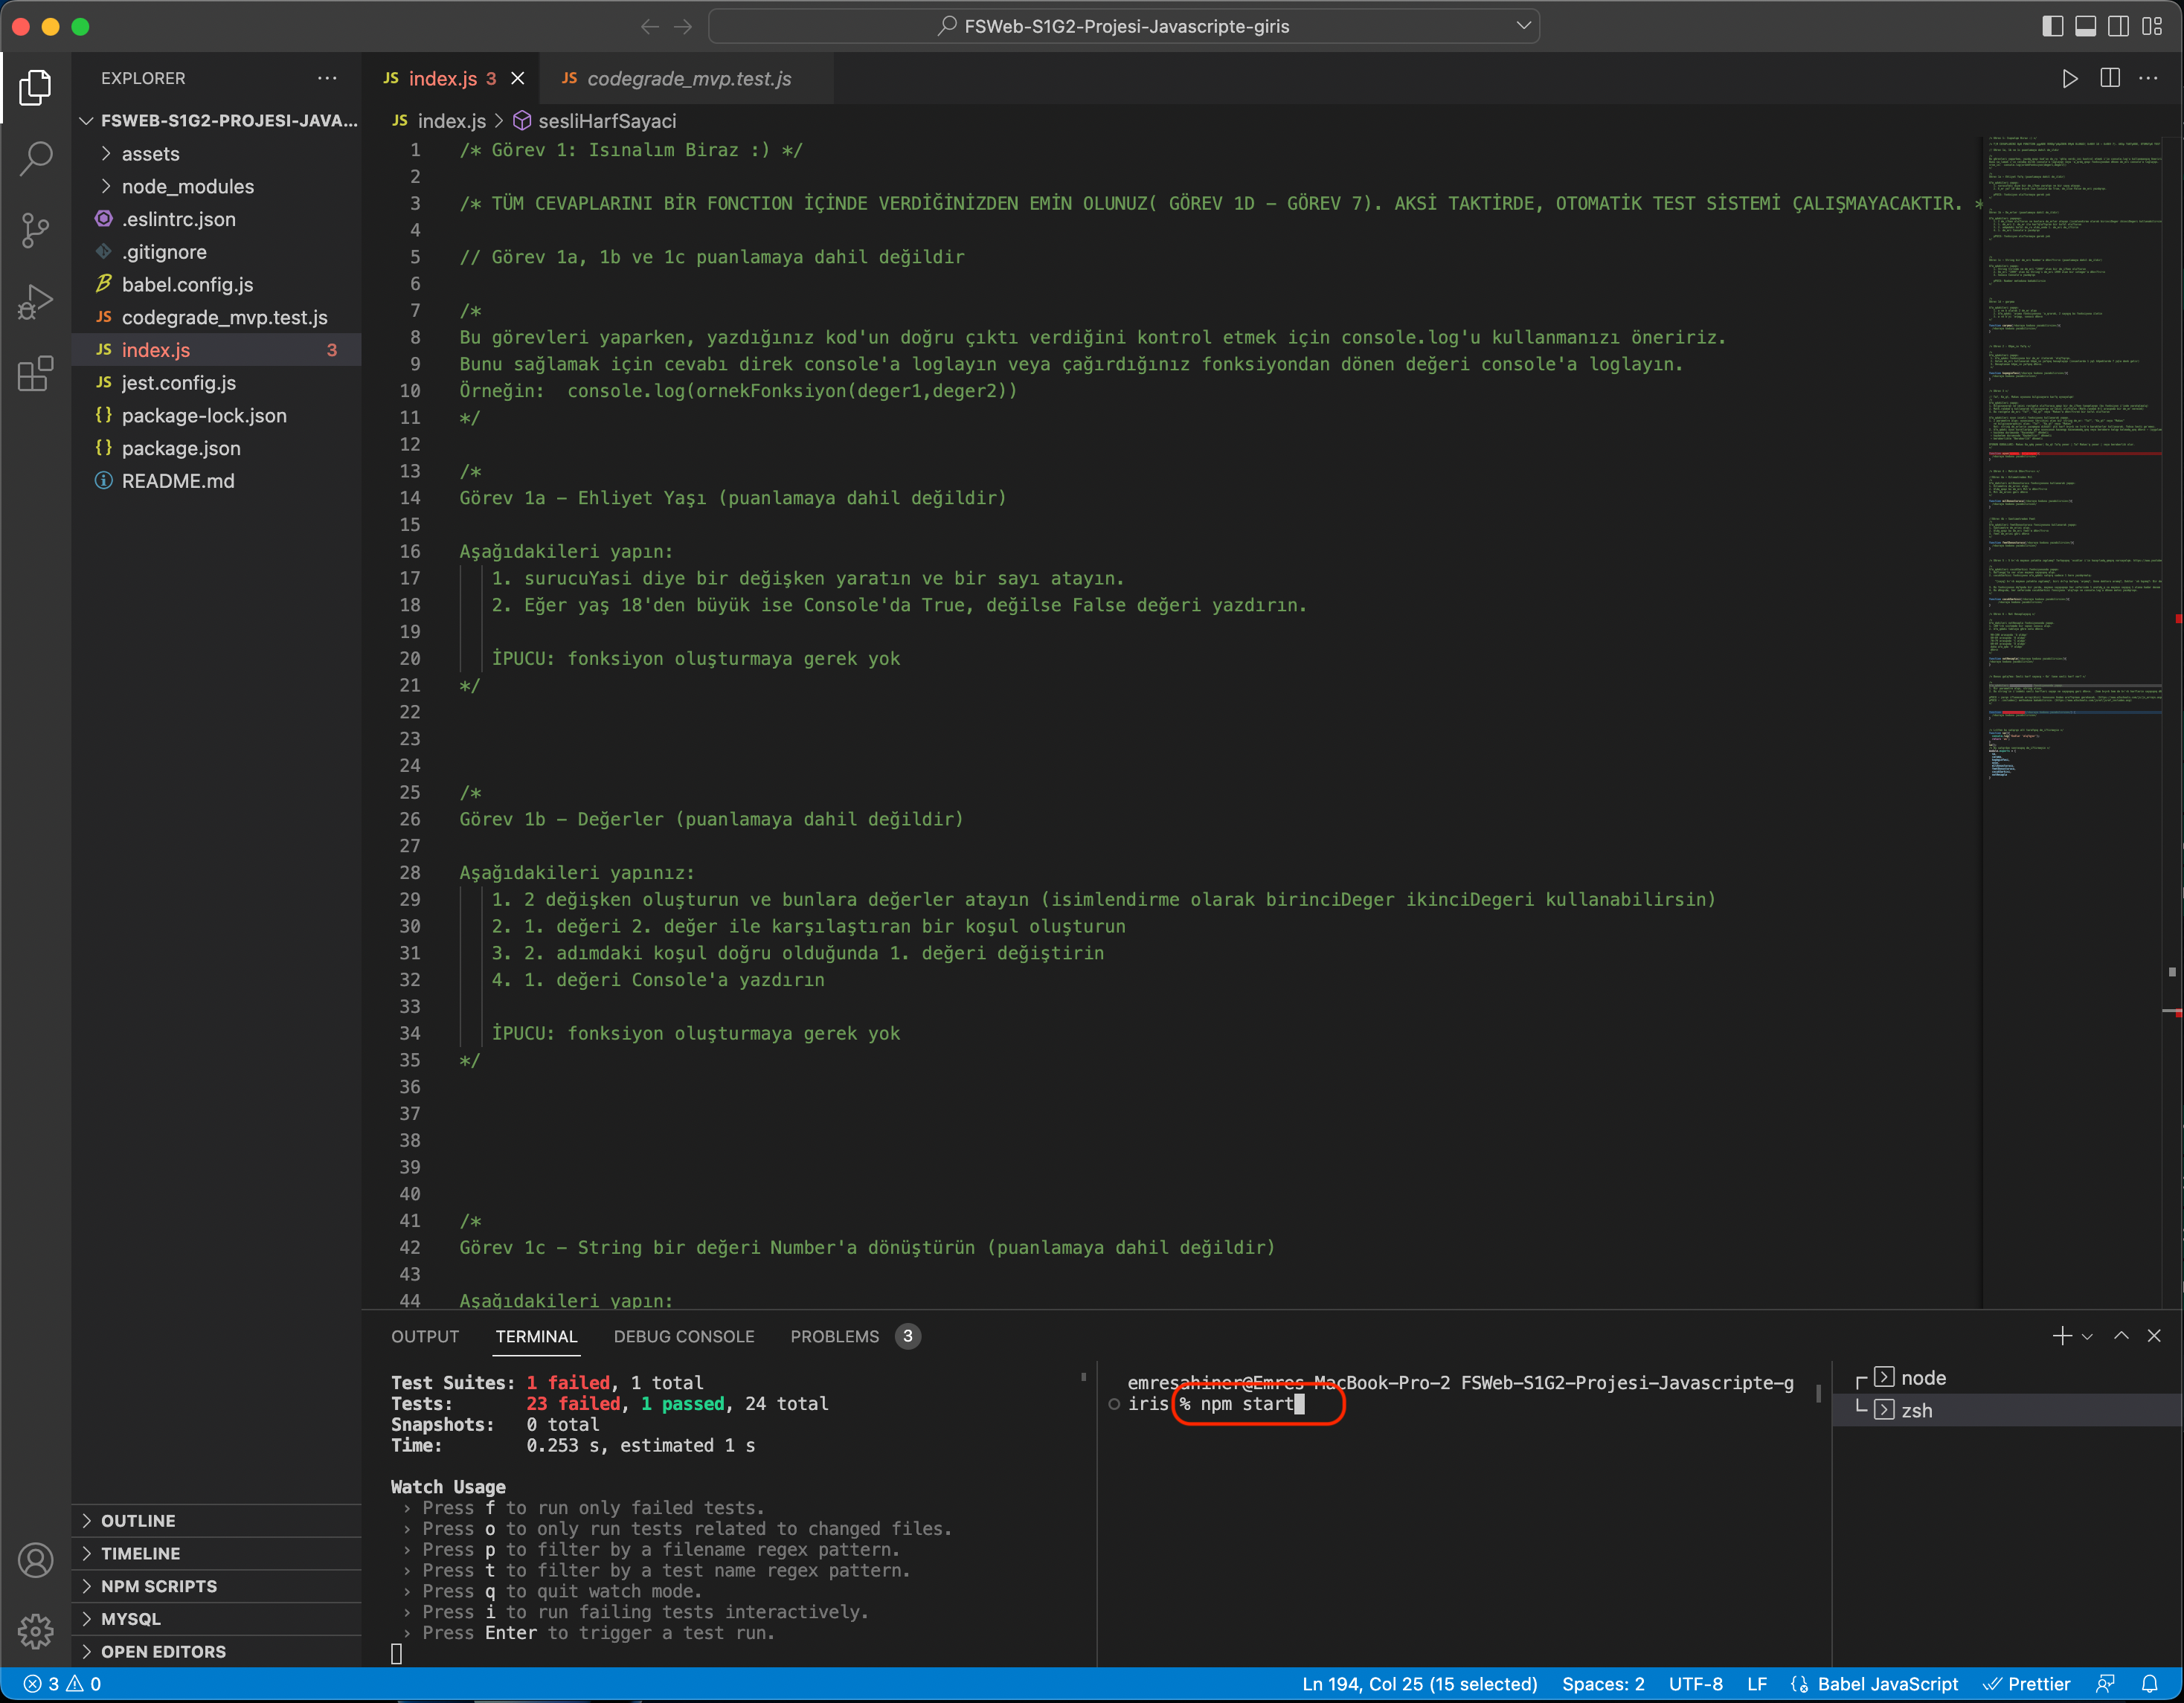 FSWeb-S1G2-Projesi-Javascripte-giris
EXPLORER
FSWEB-S1G2-PROJESI-JAVA...
assets
node_modules
.eslintrc.json
.gitignore
babel.config.js
JS codegrade_mvp.test.js
JS index.js 3
JS jest.config.js
{} package-lock.json
{} package.json
README.md
OUTLINE
TIMELINE
NPM SCRIPTS
MYSQL
OPEN EDITORS
JS index.js 3
JS codegrade_mvp.test.js
JS index.js > sesliHarfSayaci
1 /* Görev 1: Isınalım Biraz :) */
2
3 /* TÜM CEVAPLARINI BİR FONCTION İÇİNDE VERDİĞİNİZDEN EMİN OLUNUZ( GÖREV 1D - GÖREV 7). AKSİ TAKTİRDE, OTOMATİK TEST SİSTEMİ ÇALIŞMAYACAKTIR. *
4
5 // Görev 1a, 1b ve 1c puanlamaya dahil değildir
6
7 /*
8 Bu görevleri yaparken, yazdığınız kod'un doğru çıktı verdiğini kontrol etmek için console.log'u kullanmanızı öneririz.
9 Bunu sağlamak için cevabı direk console'a loglayın veya çağırdığınız fonksiyondan dönen değeri console'a loglayın.
10 Örneğin:  console.log(ornekFonksiyon(deger1,deger2))
11 */
12
13 /*
14 Görev 1a - Ehliyet Yaşı (puanlamaya dahil değildir)
15
16 Aşağıdakileri yapın:
17 1. surucuYasi diye bir değişken yaratın ve bir sayı atayın.
18 2. Eğer yaş 18'den büyük ise Console'da True, değilse False değeri yazdırın.
19
20 İPUCU: fonksiyon oluşturmaya gerek yok
21 */
22
23
24
25 /*
26 Görev 1b - Değerler (puanlamaya dahil değildir)
27
28 Aşağıdakileri yapınız:
29 1. 2 değişken oluşturun ve bunlara değerler atayın (isimlendirme olarak birinciDeger ikinciDegeri kullanabilirsin)
30 2. 1. değeri 2. değer ile karşılaştıran bir koşul oluşturun
31 3. 2. adımdaki koşul doğru olduğunda 1. değeri değiştirin
32 4. 1. değeri Console'a yazdırın
33
34 İPUCU: fonksiyon oluşturmaya gerek yok
35 */
36
37
38
39
40
41 /*
42 Görev 1c - String bir değeri Number'a dönüştürün (puanlamaya dahil değildir)
43
44 Aşağıdakileri yapın:
OUTPUT TERMINAL DEBUG CONSOLE PROBLEMS 3
Test Suites: 1 failed, 1 total
Tests: 23 failed, 1 passed, 24 total
Snapshots: 0 total
Time: 0.253 s, estimated 1 s
Watch Usage
› Press f to run only failed tests.
› Press o to only run tests related to changed files.
› Press p to filter by a filename regex pattern.
› Press t to filter by a test name regex pattern.
› Press q to quit watch mode.
› Press i to run failing tests interactively.
› Press Enter to trigger a test run.
emresahiner@Emres-MacBook-Pro-2 FSWeb-S1G2-Projesi-Javascripte-g
iris % npm start
node
zsh
3 0
Ln 194, Col 25 (15 selected) Spaces: 2 UTF-8 LF Babel JavaScript Prettier